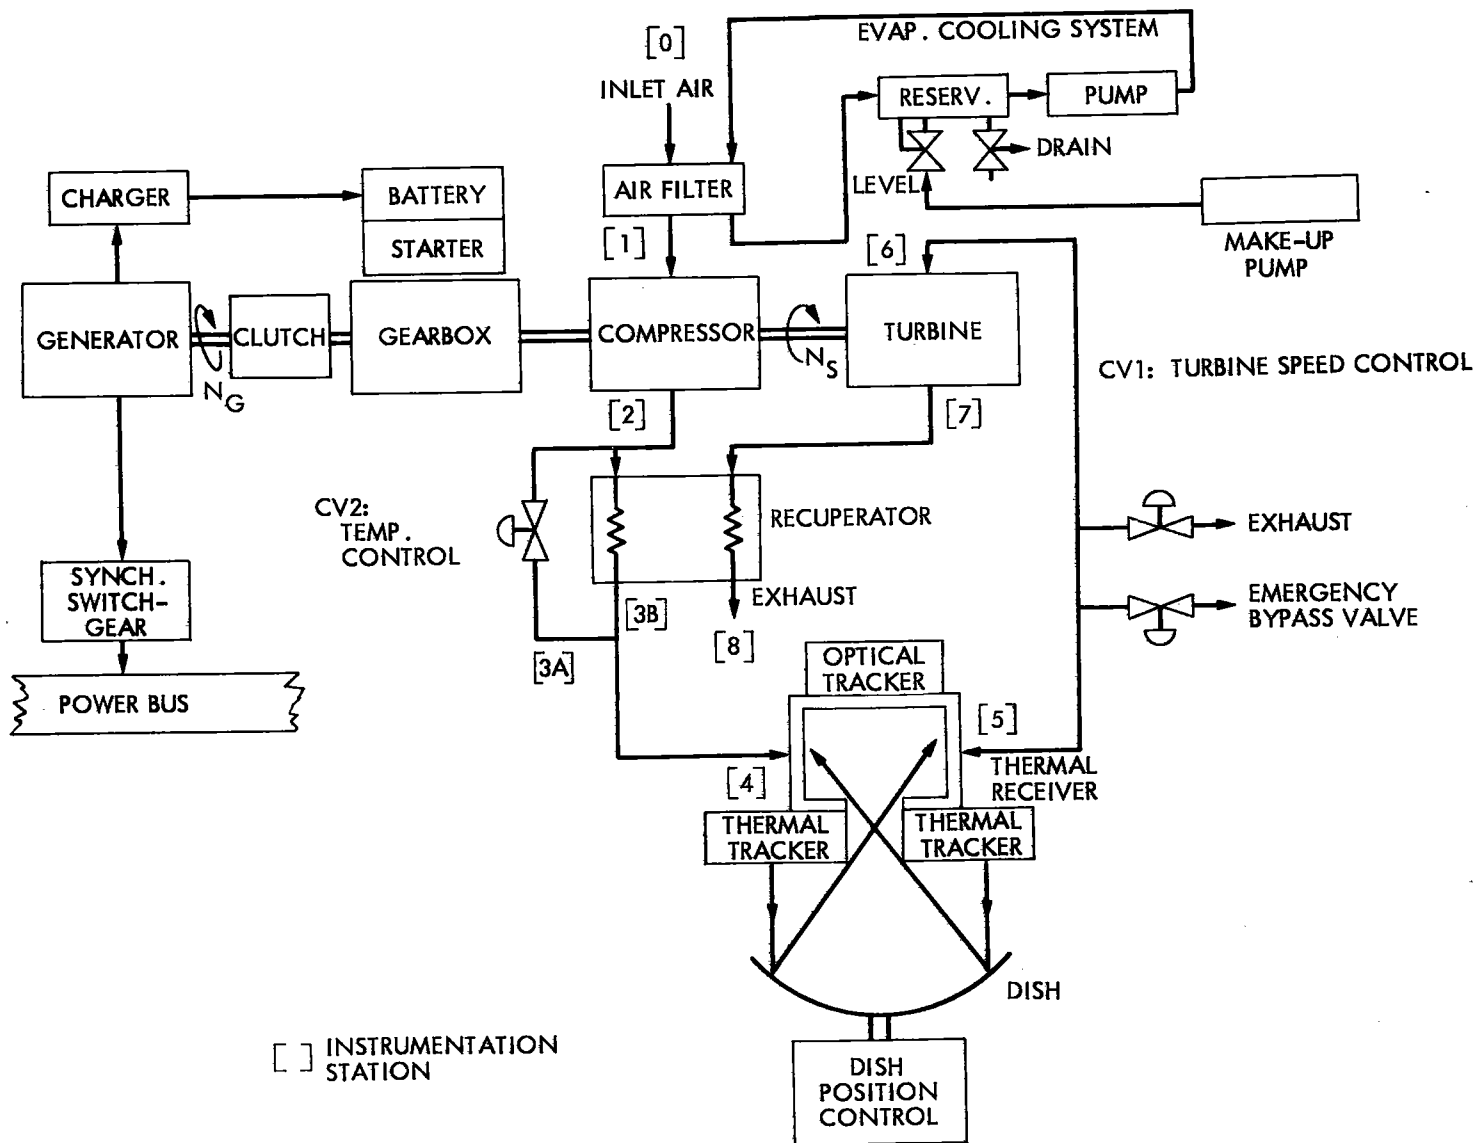 EVAP. COOLING SYSTEM
[0]
INLET AIR
RESERV.
PUMP
DRAIN
LEVEL
MAKE-UP
PUMP
CHARGER
BATTERY
STARTER
AIR FILTER
[1]
[6]
GENERATOR
N_G
CLUTCH
GEARBOX
COMPRESSOR
N_S
TURBINE
CV1: TURBINE SPEED CONTROL
[2]
[7]
CV2:
TEMP.
CONTROL
RECUPERATOR
EXHAUST
EMERGENCY
BYPASS VALVE
SYNCH.
SWITCH-
GEAR
POWER BUS
[3B]
EXHAUST
[8]
[3A]
OPTICAL
TRACKER
[5]
[4]
THERMAL
RECEIVER
THERMAL
TRACKER
THERMAL
TRACKER
DISH
[ ] INSTRUMENTATION
STATION
DISH
POSITION
CONTROL